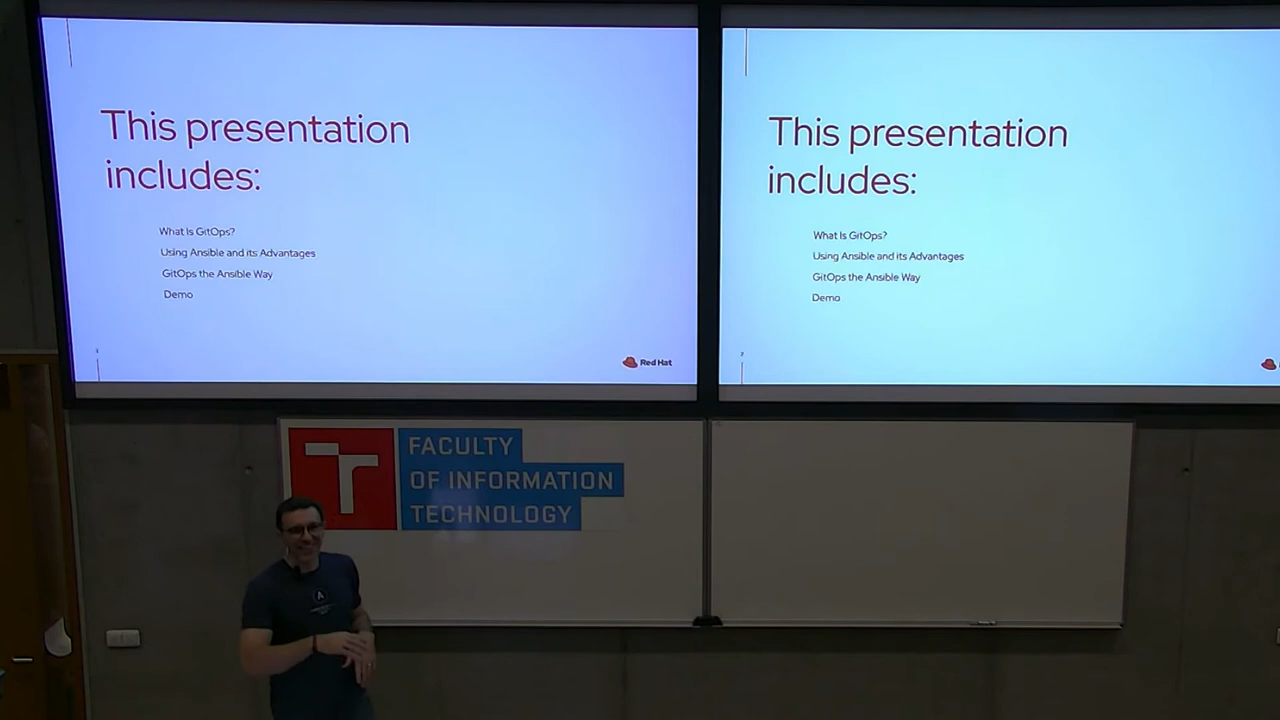 This presentation
includes:
What Is GitOps?
Using Ansible and its Advantages
GitOps the Ansible Way
Demo
Red Hat
This presentation
includes:
What Is GitOps?
Using Ansible and its Advantages
GitOps the Ansible Way
Demo
2
FACULTY
OF INFORMATION
TECHNOLOGY
A